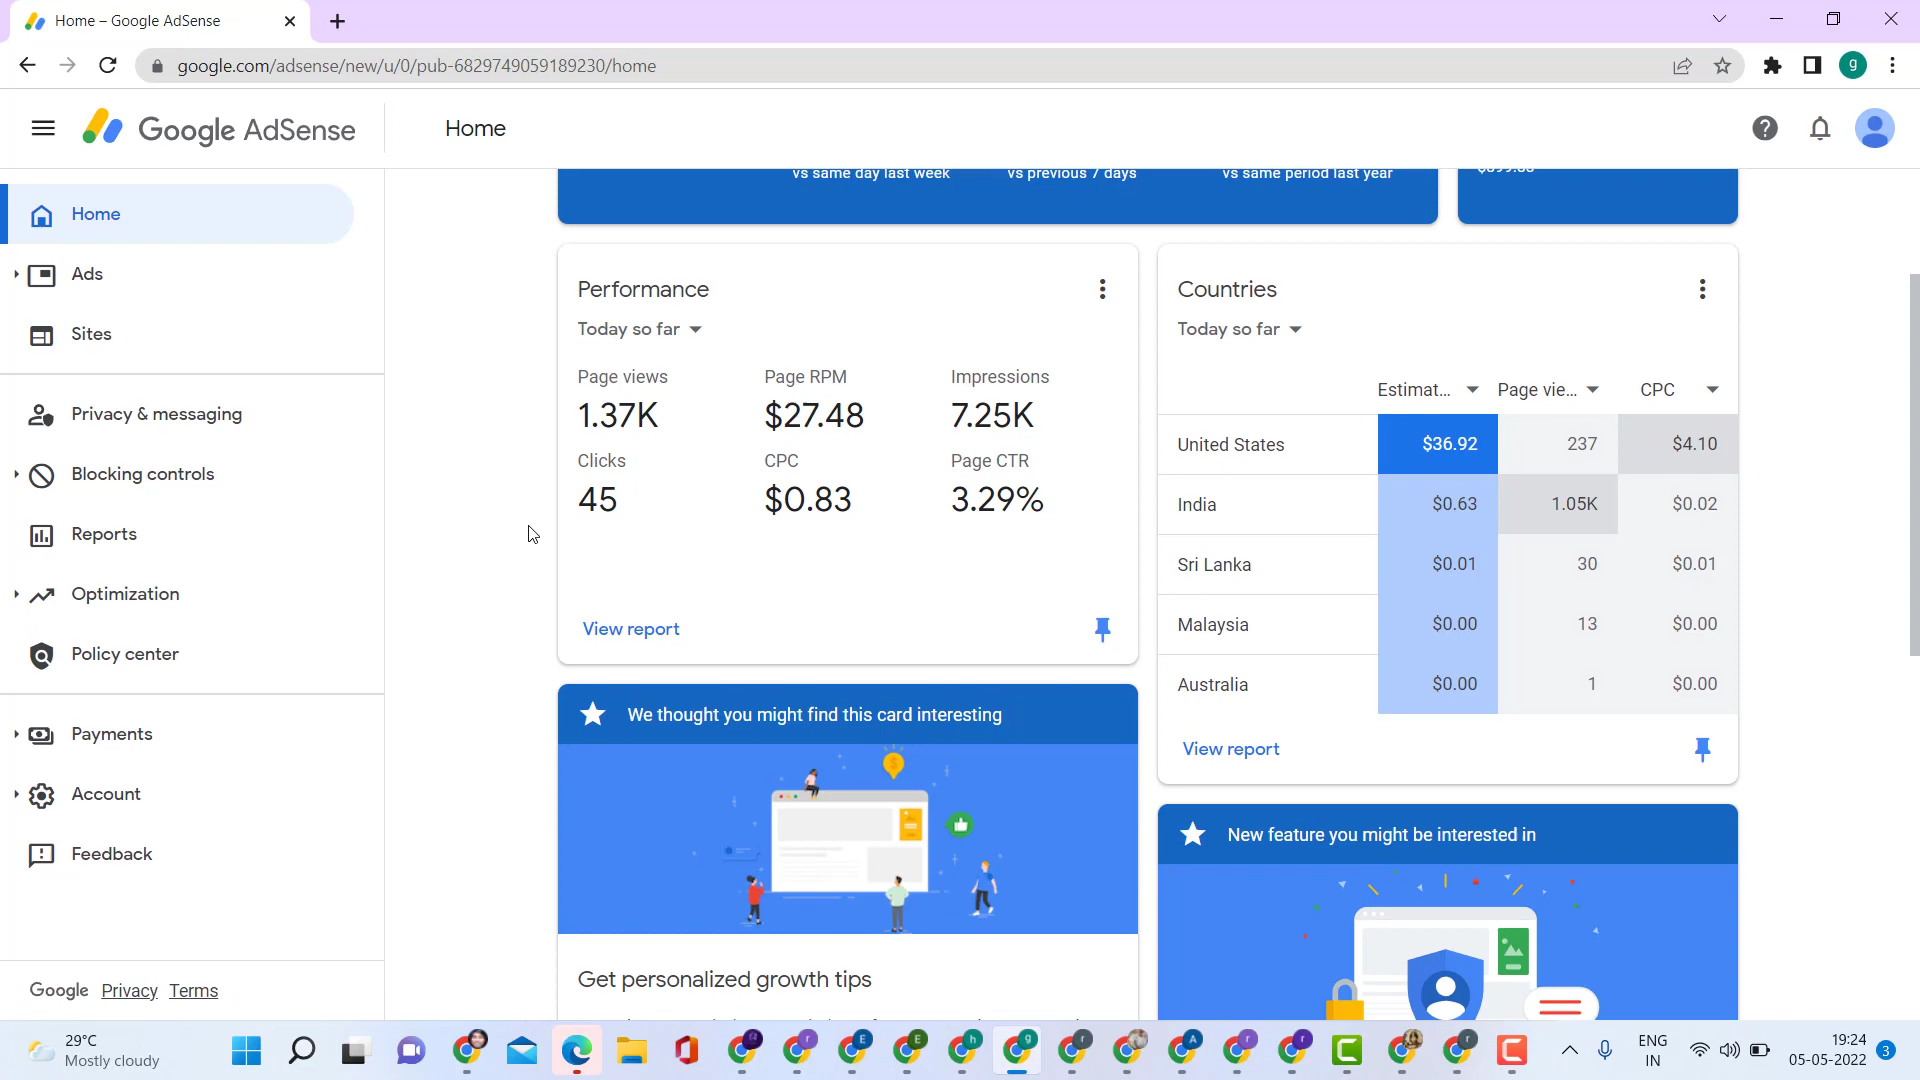 Home – Google AdSense
google.com/adsense/new/u/0/pub-6829749059189230/home
g
Google AdSense
Home
Home
Ads
Sites
Privacy & messaging
Blocking controls
Reports
Optimization
Policy center
Payments
Account
Feedback
Google Privacy Terms
vs same day last week
vs previous 7 days
vs same period last year
Performance
Today so far
Page views Page RPM Impressions
1.37K $27.48 7.25K
Clicks CPC Page CTR
45 $0.83 3.29%
View report
Countries
Today so far
Estimat... Page vie... CPC
United States $36.92 237 $4.10
India $0.63 1.05K $0.02
Sri Lanka $0.01 30 $0.01
Malaysia $0.00 13 $0.00
Australia $0.00 1 $0.00
View report
We thought you might find this card interesting
Get personalized growth tips
New feature you might be interested in
29°C
Mostly cloudy
ENG
IN
19:24
05-05-2022
3